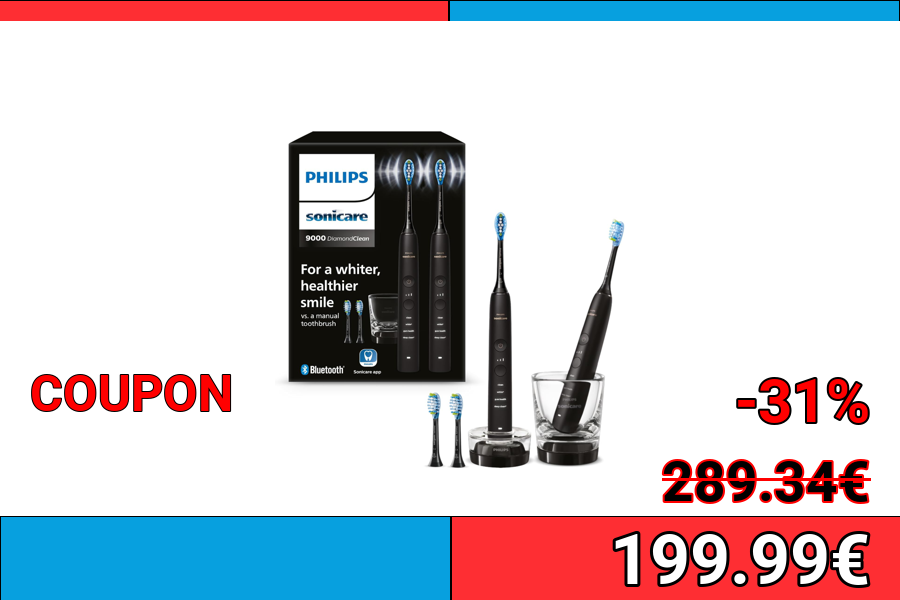 PHILIPS
sonicare
9000 DiamondClean
For a whiter,
healthier
smile
vs. a manual
toothbrush
Bluetooth®
Sonicare app
PHILIPS
COUPON
-31%
289.34€
199.99€